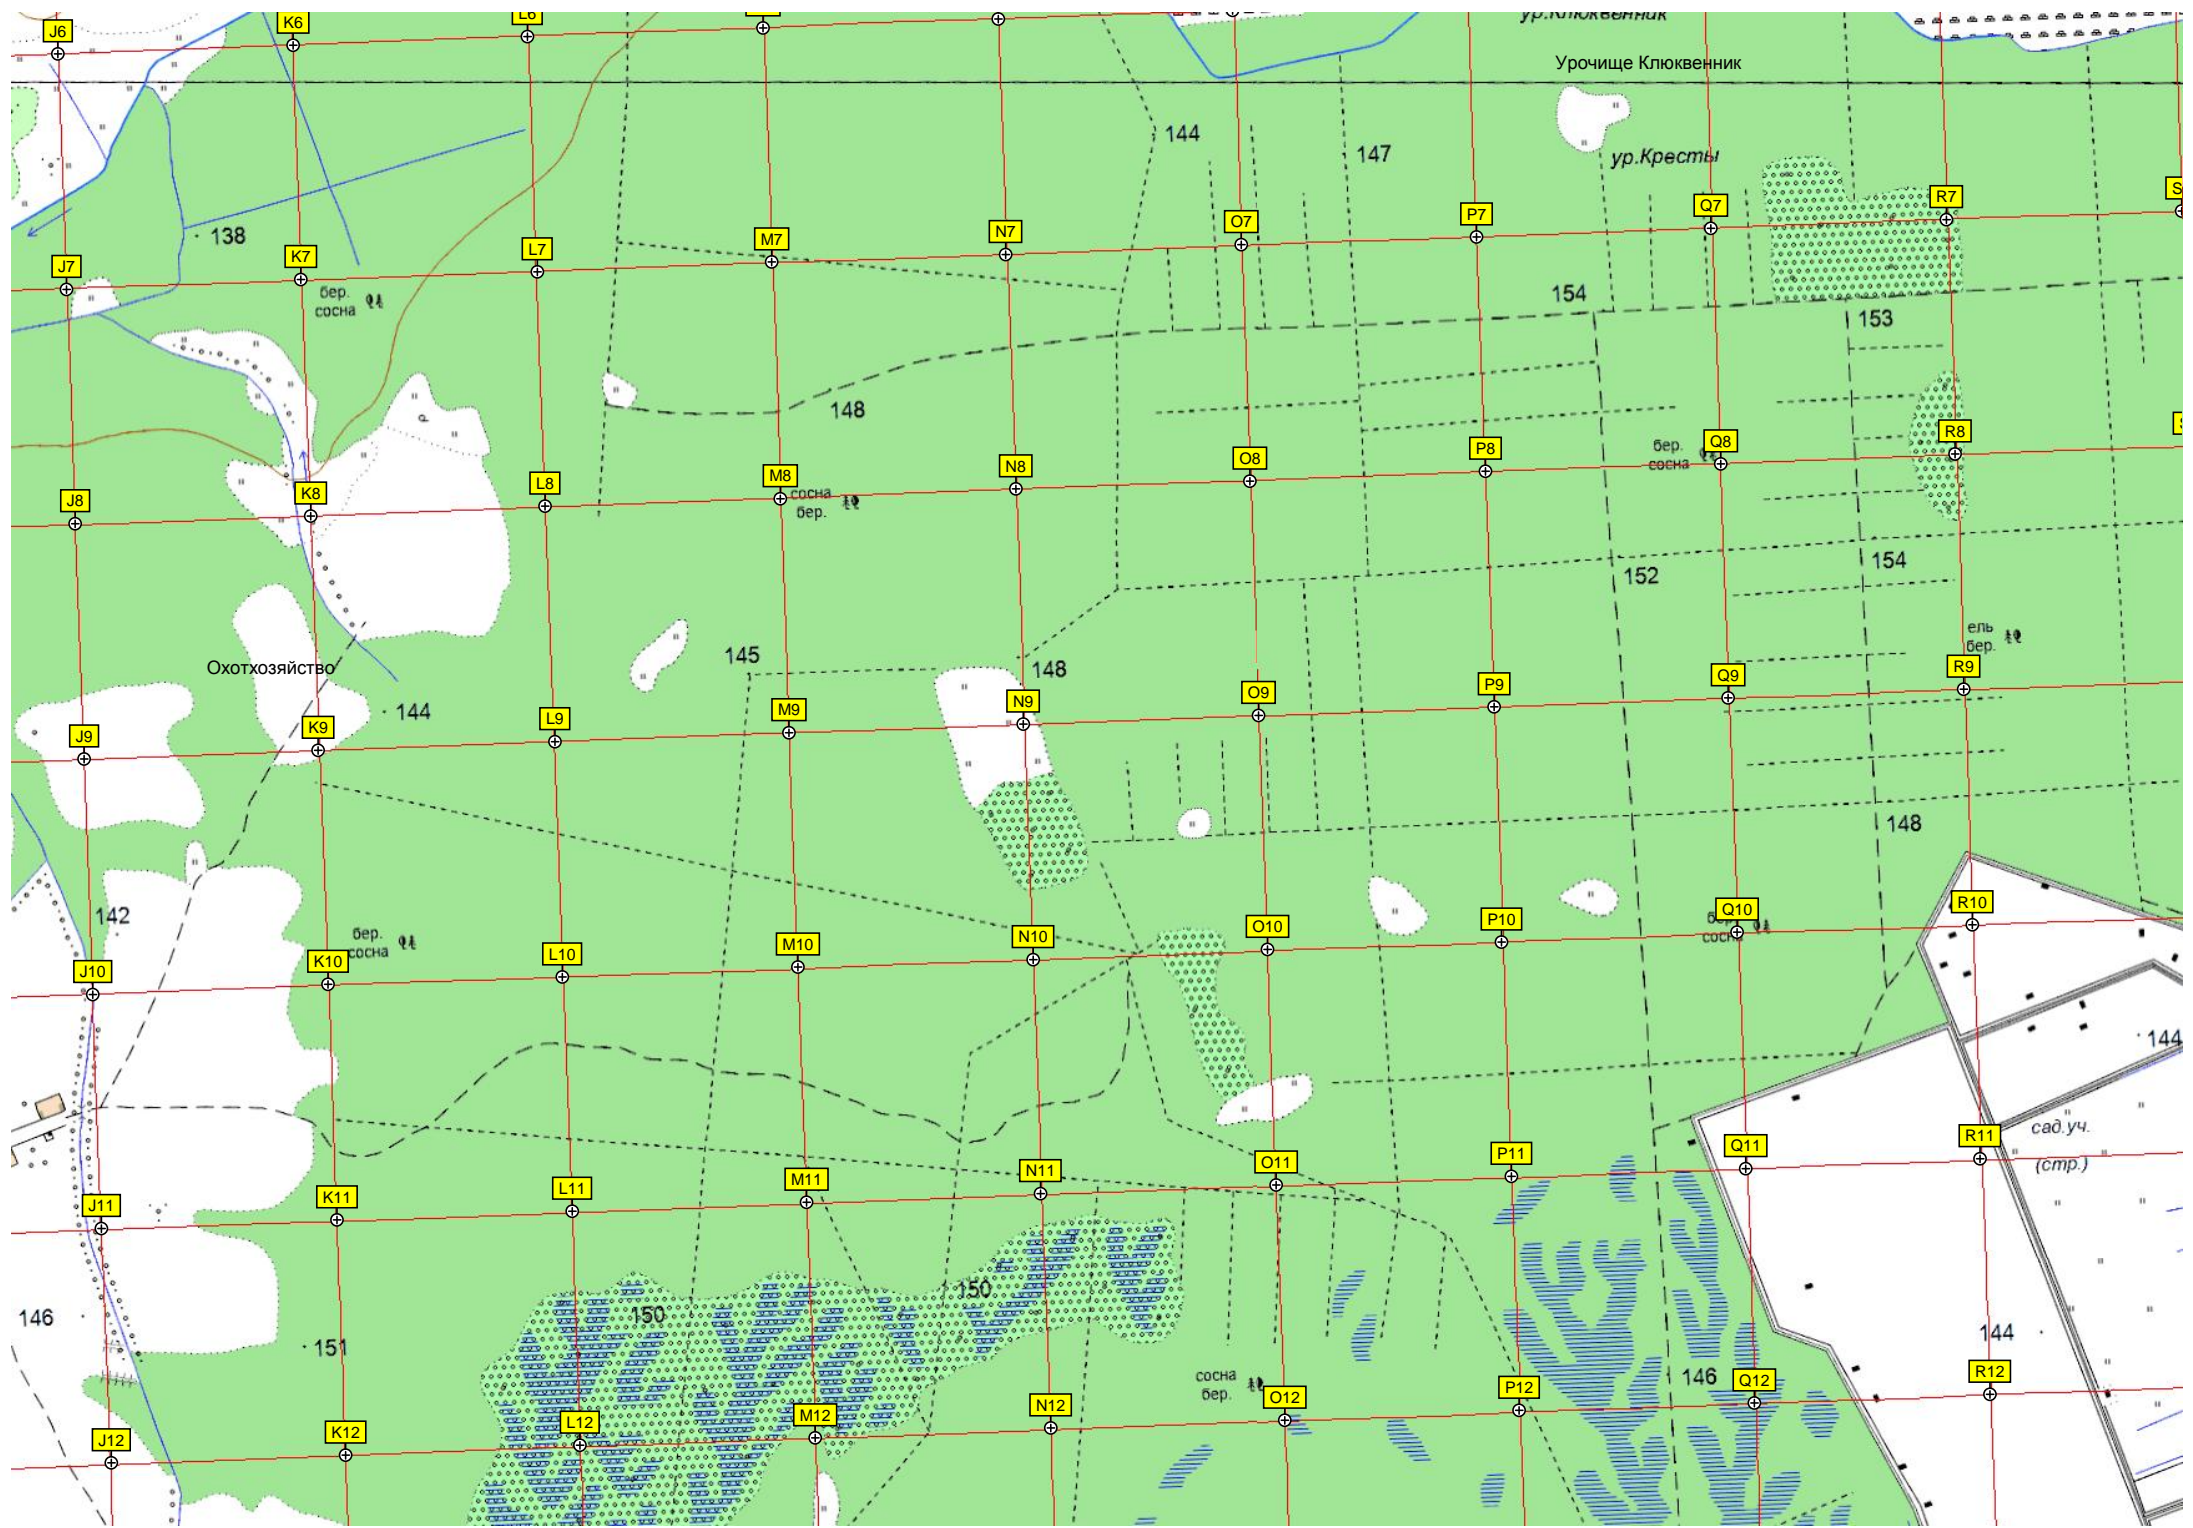 J6
K6
L6
ур.Клюквенник
Урочище Клюквенник
144
147
ур.Кресты
138
J7
K7
L7
M7
N7
O7
P7
Q7
R7
S
бер.
сосна
154
153
148
J8
K8
L8
M8
N8
O8
P8
Q8
R8
сосна
бер.
бер.
сосна
152
154
ель
бер.
Охотхозяйство
144
145
148
J9
K9
L9
M9
N9
O9
P9
Q9
R9
148
142
бер.
сосна
J10
K10
L10
M10
N10
O10
P10
Q10
R10
бер.
сосна
144
сад.уч.
(стр.)
J11
K11
L11
M11
N11
O11
P11
Q11
R11
146
151
150
150
144
сосна
бер.
146
J12
K12
L12
M12
N12
O12
P12
Q12
R12